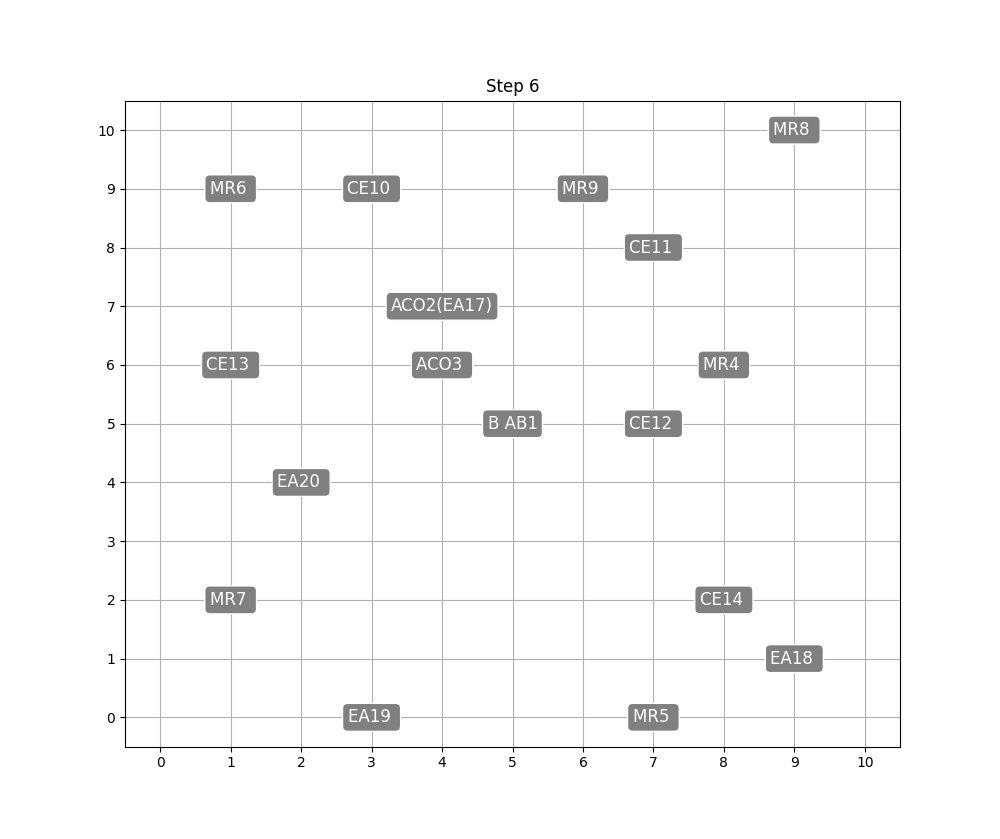 Step 6
10
MR8
9
MR6
CE10
MR9
8
CE11
7
ACO2(EA17)
6
CE13
ACO3
MR4
5
B AB1
CE12
4
EA20
3
2
MR7
CE14
1
EA18
0
EA19
MR5
0 1 2 3 4 5 6 7 8 9 10